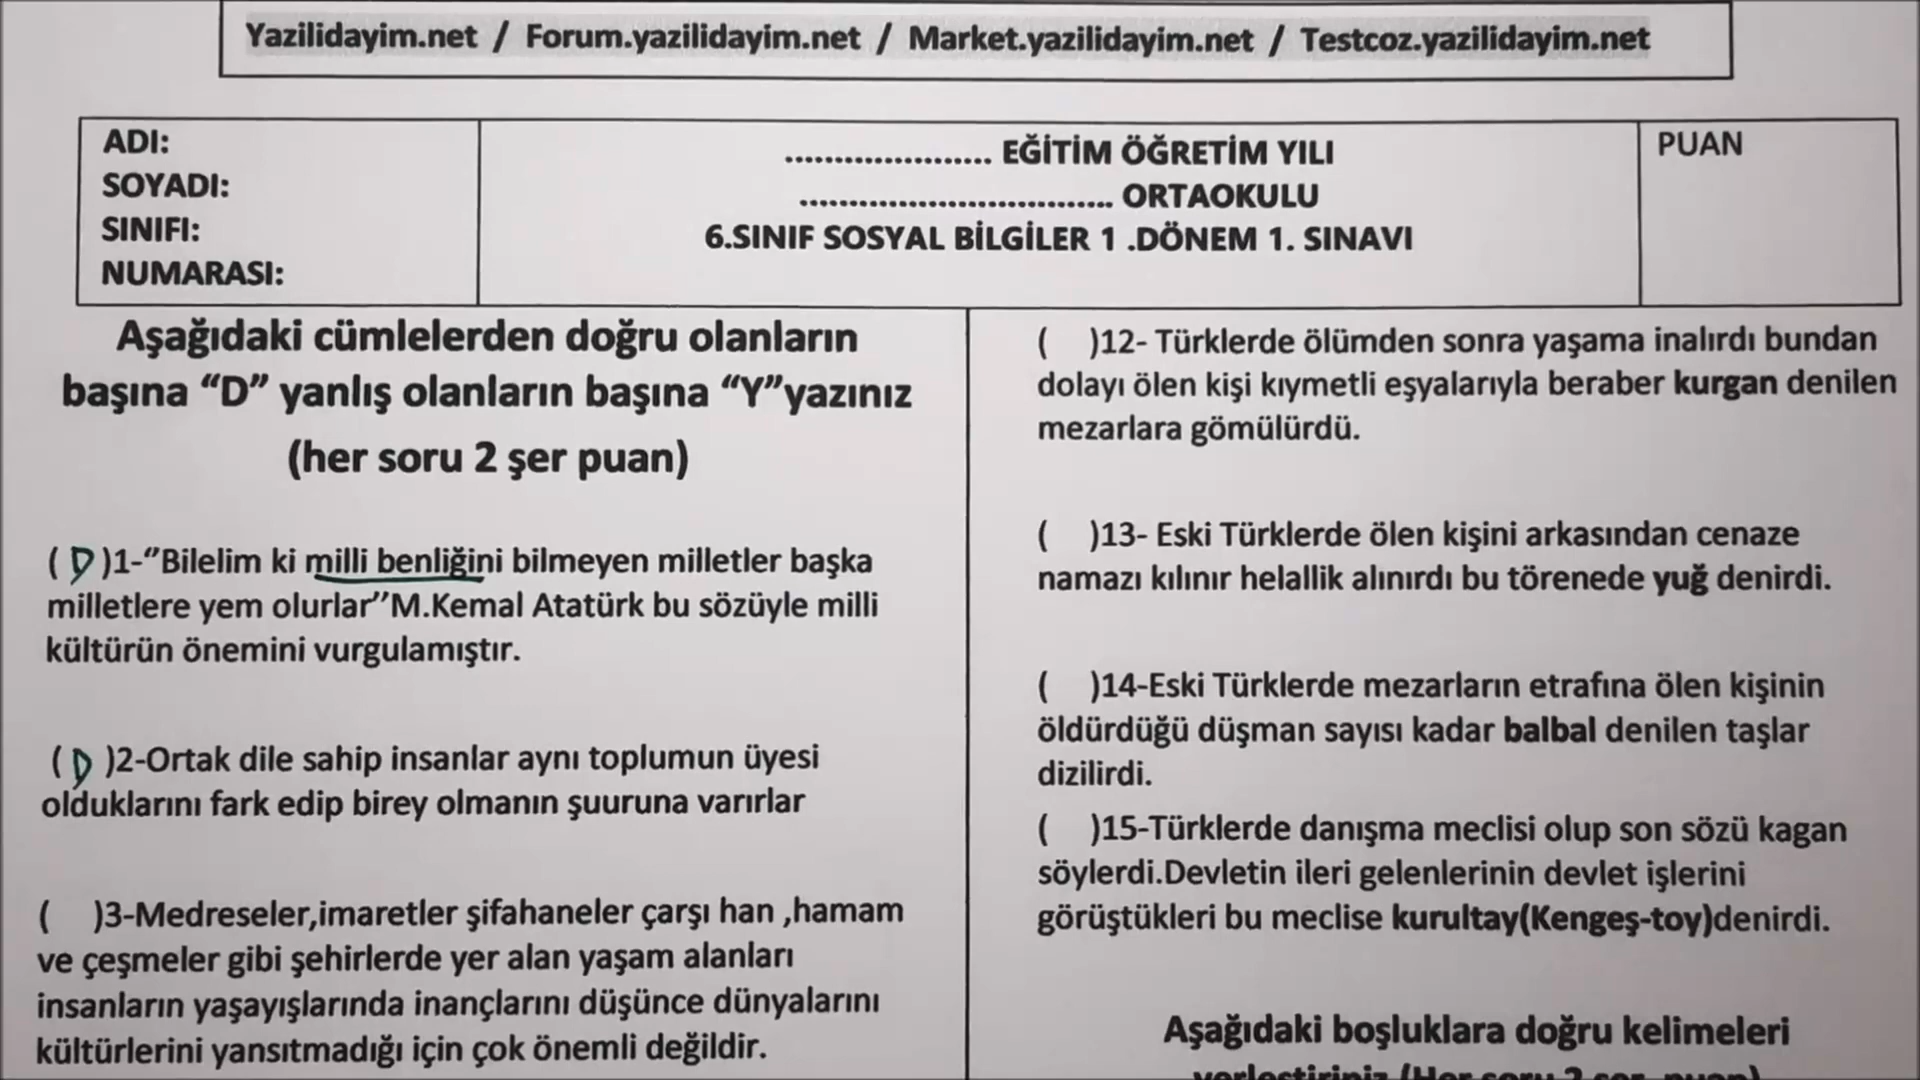 Yazilidayim.net / Forum.yazilidayim.net / Market.yazilidayim.net / Testcoz.yazilidayim.net
ADI:
SOYADI:
SINIFI:
NUMARASI:
..................... EĞİTİM ÖĞRETİM YILI
................................ ORTAOKULU
6.SINIF SOSYAL BİLGİLER 1 .DÖNEM 1. SINAVI
PUAN
Aşağıdaki cümlelerden doğru olanların
başına “D” yanlış olanların başına “Y”yazınız
(her soru 2 şer puan)
( D )1-‘’Bilelim ki milli benliğini bilmeyen milletler başka
milletlere yem olurlar’’M.Kemal Atatürk bu sözüyle milli
kültürün önemini vurgulamıştır.
( D )2-Ortak dile sahip insanlar aynı toplumun üyesi
olduklarını fark edip birey olmanın şuuruna varırlar
( )3-Medreseler,imaretler şifahaneler çarşı han ,hamam
ve çeşmeler gibi şehirlerde yer alan yaşam alanları
insanların yaşayışlarında inançlarını düşünce dünyalarını
kültürlerini yansıtmadığı için çok önemli değildir.
( )12- Türklerde ölümden sonra yaşama inalırdı bundan
dolayı ölen kişi kıymetli eşyalarıyla beraber kurgan denilen
mezarlara gömülürdü.
( )13- Eski Türklerde ölen kişini arkasından cenaze
namazı kılınır helallik alınırdı bu törenede yuğ denirdi.
( )14-Eski Türklerde mezarların etrafına ölen kişinin
öldürdüğü düşman sayısı kadar balbal denilen taşlar
dizilirdi.
( )15-Türklerde danışma meclisi olup son sözü kagan
söylerdi.Devletin ileri gelenlerinin devlet işlerini
görüştükleri bu meclise kurultay(Kengeş-toy)denirdi.
Aşağıdaki boşluklara doğru kelimeleri
yerleştiriniz (Her soru 2 şer puan)